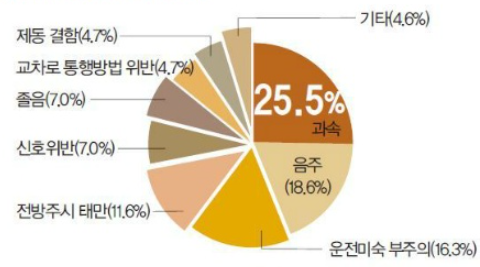 기타(4.6%)
제동 결함(4.7%)
교차로 통행방법 위반(4.7%)
졸음(7.0%)
신호위반(7.0%)
전방주시 태만(11.6%)
25.5%
과속
음주
(18.6%)
운전미숙 부주의(16.3%)